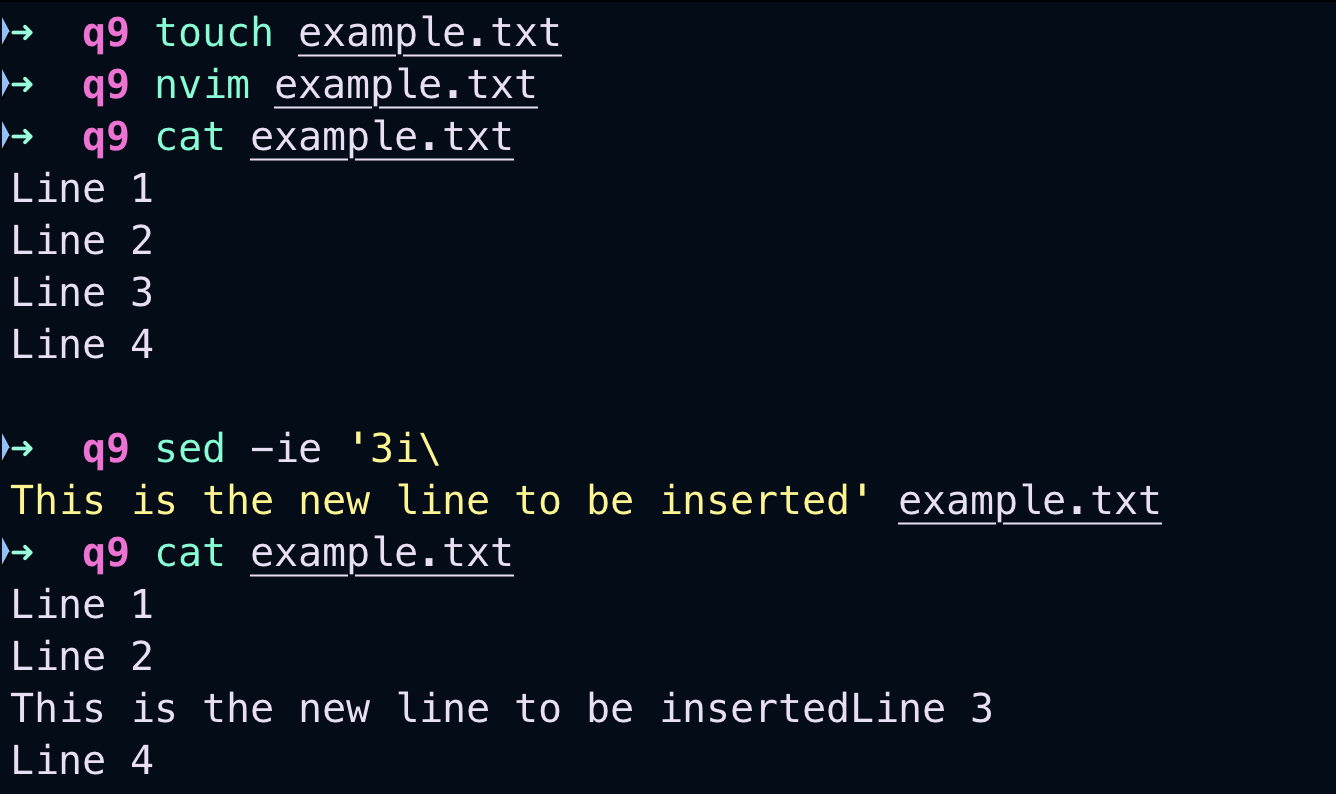 ➜ q9 touch example.txt
➜ q9 nvim example.txt
➜ q9 cat example.txt
Line 1
Line 2
Line 3
Line 4
➜ q9 sed -ie '3i\
This is the new line to be inserted' example.txt
➜ q9 cat example.txt
Line 1
Line 2
This is the new line to be insertedLine 3
Line 4